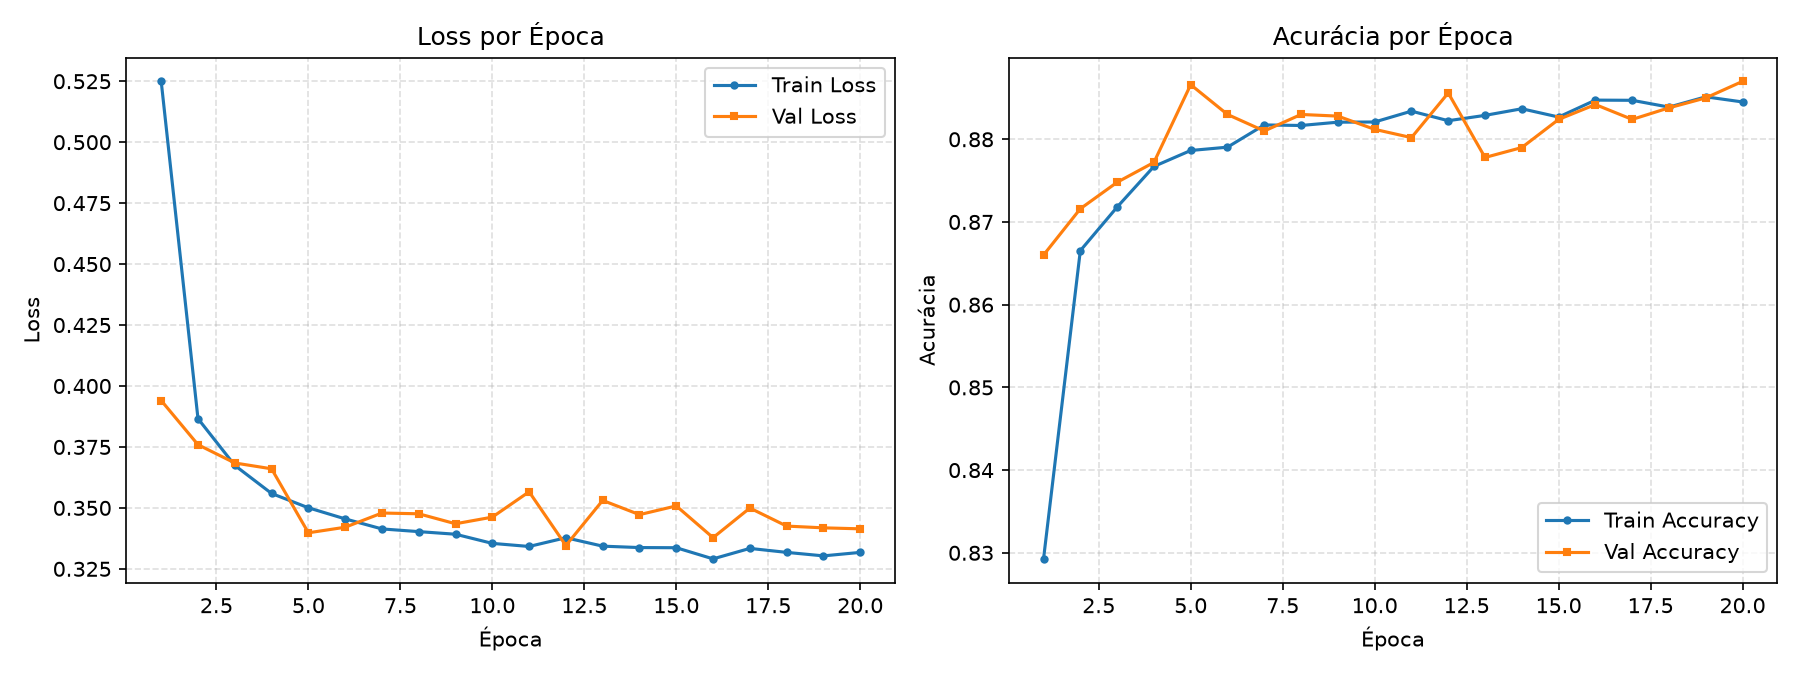 Loss por Época
Loss
0.525
0.500
0.475
0.450
0.425
0.400
0.375
0.350
0.325
Train Loss
Val Loss
2.5 5.0 7.5 10.0 12.5 15.0 17.5 20.0
Época
Acurácia por Época
Acurácia
0.88
0.87
0.86
0.85
0.84
0.83
Train Accuracy
Val Accuracy
2.5 5.0 7.5 10.0 12.5 15.0 17.5 20.0
Época